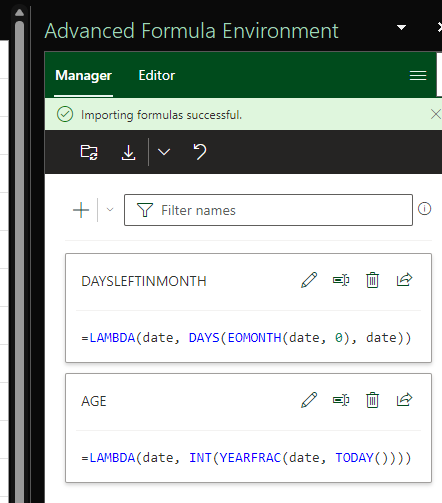 Advanced Formula Environment
Manager Editor
Importing formulas successful.
Filter names
DAYSLEFTINMONTH
=LAMBDA(date, DAYS(EOMONTH(date, 0), date))
AGE
=LAMBDA(date, INT(YEARFRAC(date, TODAY())))